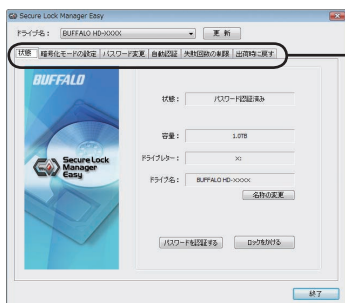 Secure Lock Manager Easy
ドライブ名： BUFFALO HD-XXXX 更新
状態 暗号化モードの設定 パスワード変更 自動認証 失敗回数の制限 出荷時に戻す
BUFFALO
状態： パスワード認証済み
容量： 1.0TB
Secure Lock Manager Easy
ドライブレター： X:
ドライブ名： BUFFALO HD-XXXX
名称の変更
パスワードを認証する ロックをかける
終了